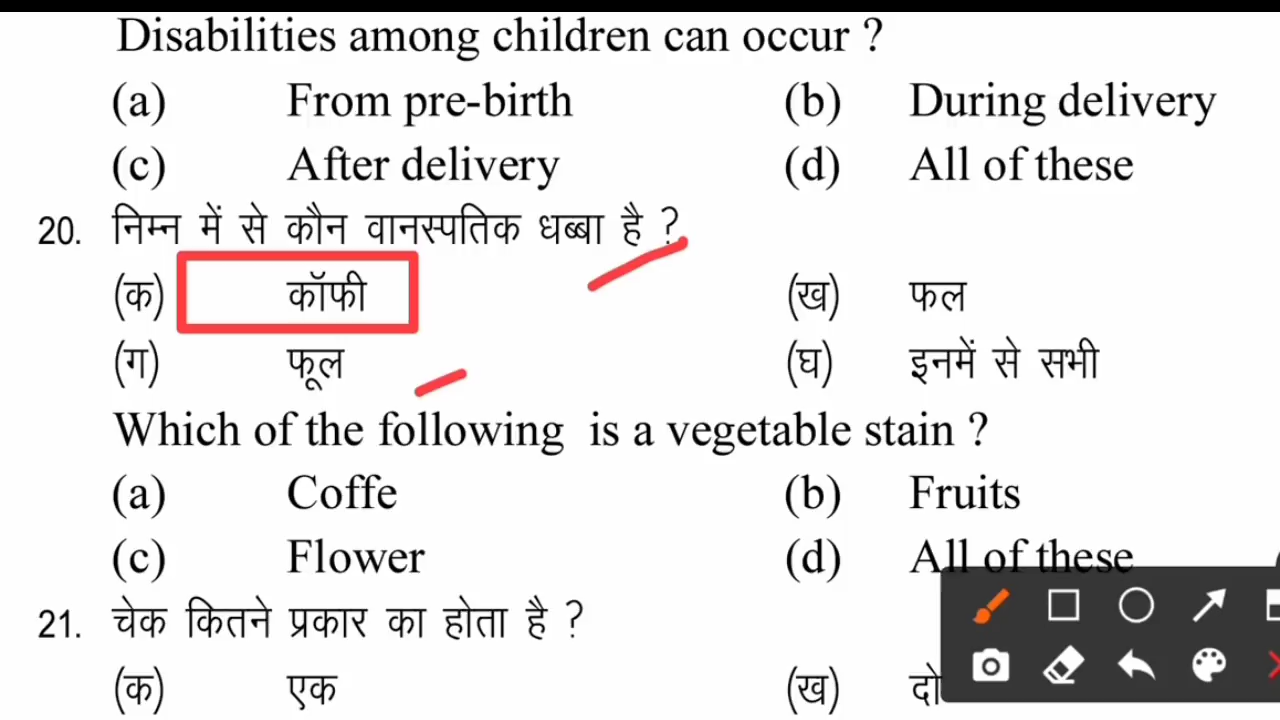 Disabilities among children can occur ?
(a) From pre-birth (b) During delivery
(c) After delivery (d) All of these
20. निम्न में से कौन वानस्पतिक धब्बा है ?
(क) कॉफी (ख) फल
(ग) फूल (घ) इनमें से सभी
Which of the following is a vegetable stain ?
(a) Coffe (b) Fruits
(c) Flower (d) All of these
21. चेक कितने प्रकार का होता है ?
(क) एक (ख) दो